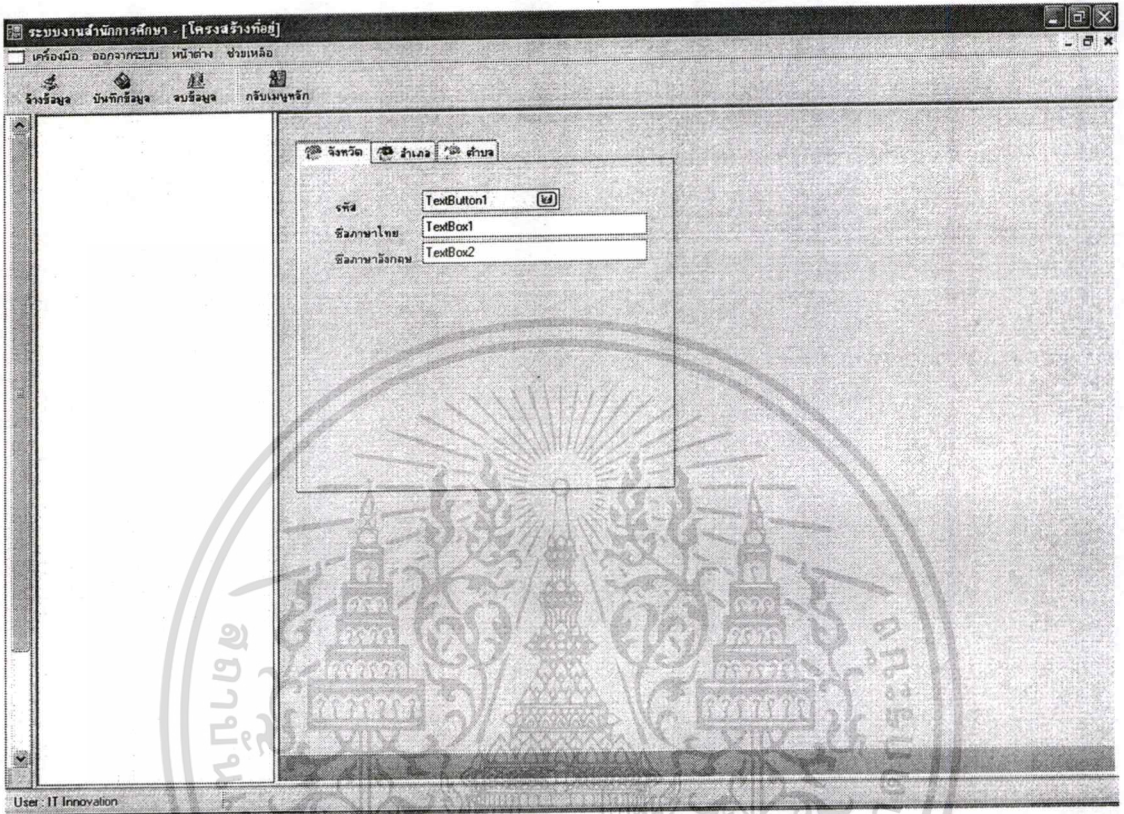 ระบบงานสำนักการศึกษา - [โครงสร้างที่อยู่]
เครื่องมือ ออกจากระบบ หน้าต่าง ช่วยเหลือ
ล้างข้อมูล บันทึกข้อมูล ลบข้อมูล กลับเมนูหลัก
จังหวัด อำเภอ ตำบล
รหัส TextButton1
ชื่อภาษาไทย TextBox1
ชื่อภาษาอังกฤษ TextBox2
User : IT Innovation